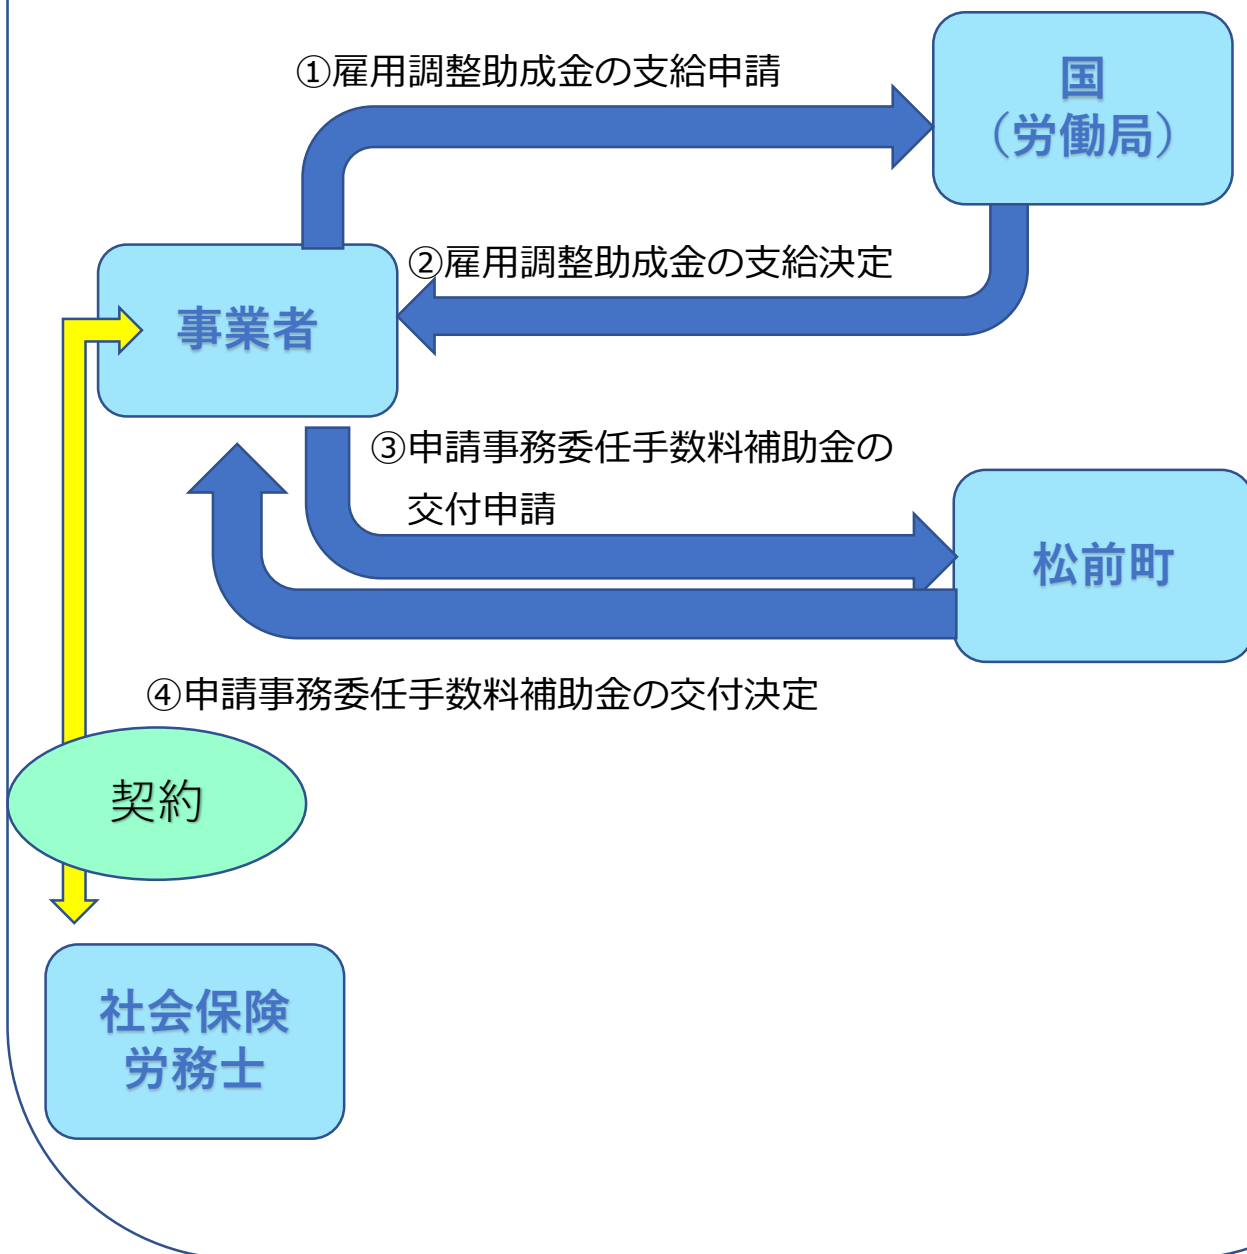 ①雇用調整助成金の支給申請
国
（労働局）
②雇用調整助成金の支給決定
事業者
③申請事務委任手数料補助金の
交付申請
松前町
④申請事務委任手数料補助金の交付決定
契約
社会保険
労務士